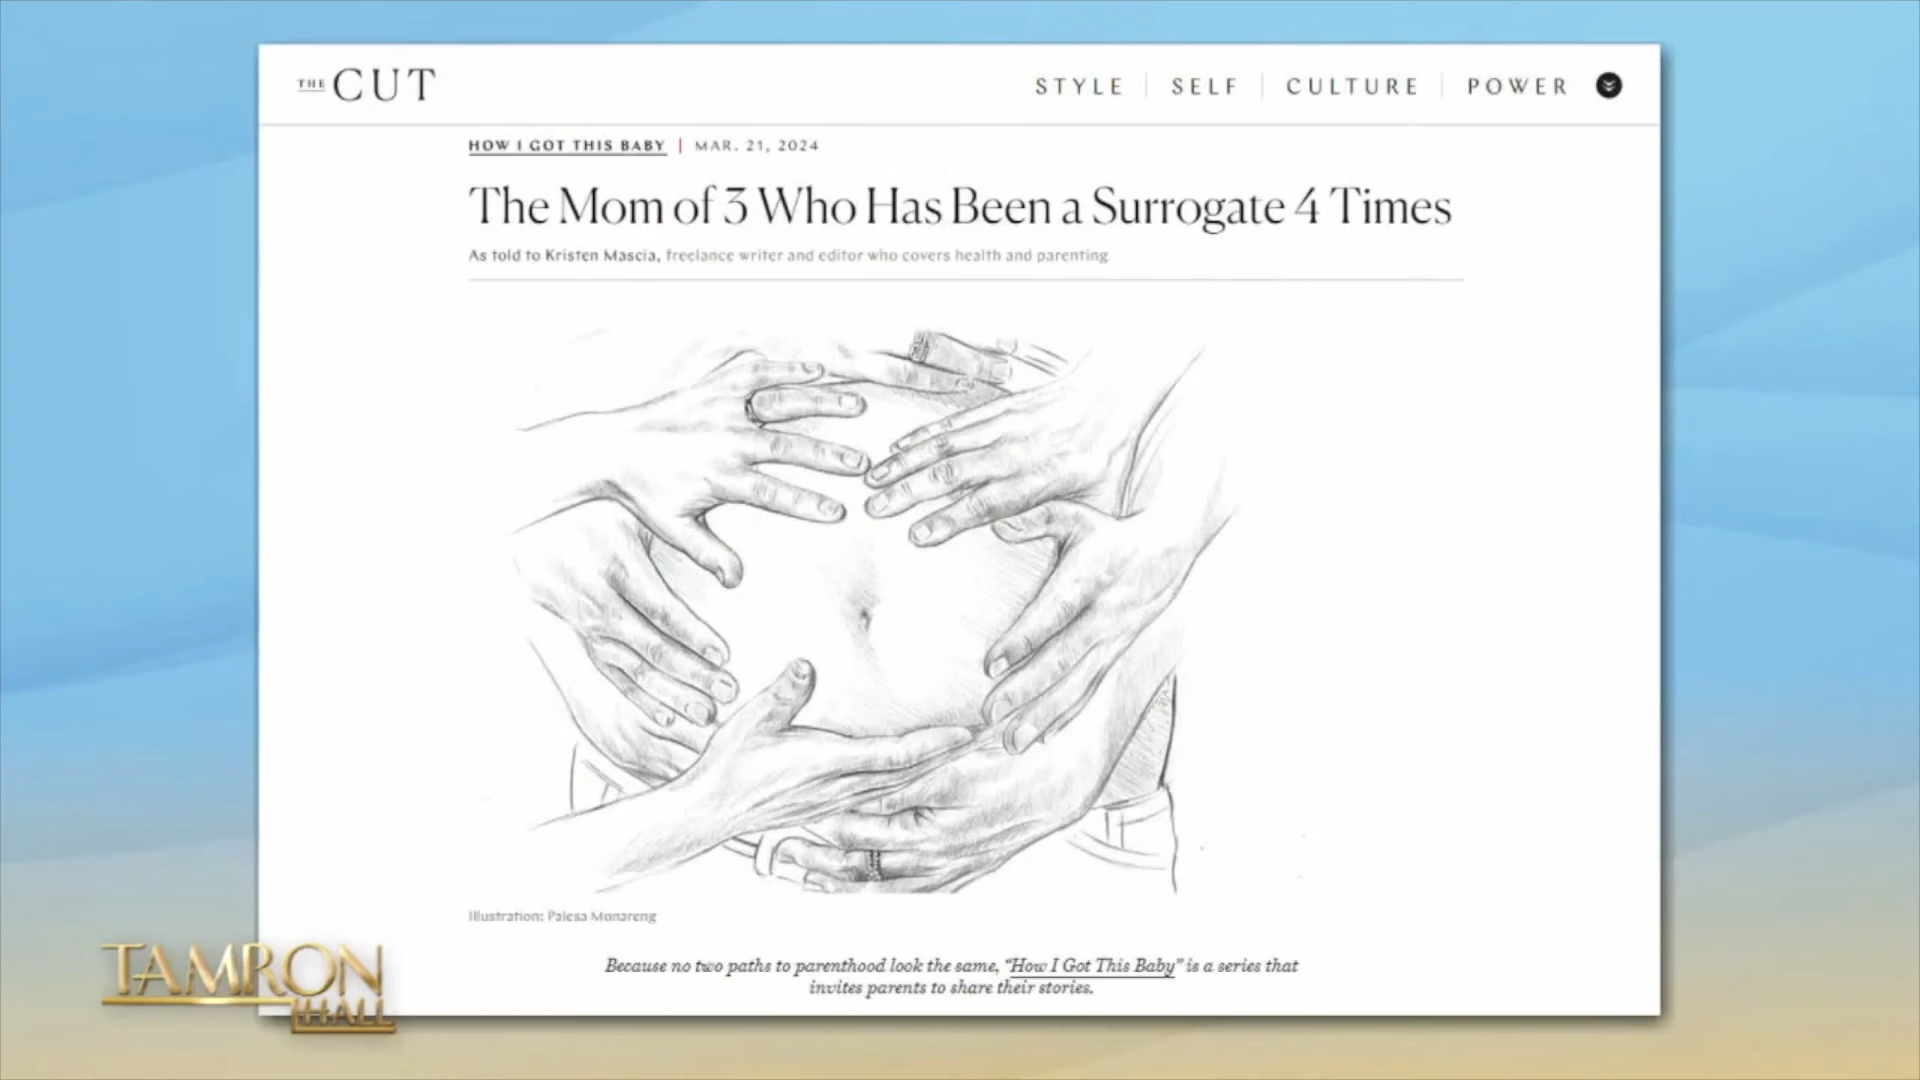 THE CUT
STYLE SELF CULTURE POWER
HOW I GOT THIS BABY | MAR. 21, 2024
The Mom of 3 Who Has Been a Surrogate 4 Times
As told to Kristen Mascia, freelance writer and editor who covers health and parenting
Illustration: Palesa Monareng
Because no two paths to parenthood look the same, “How I Got This Baby” is a series that
invites parents to share their stories.
TAMRON
HALL